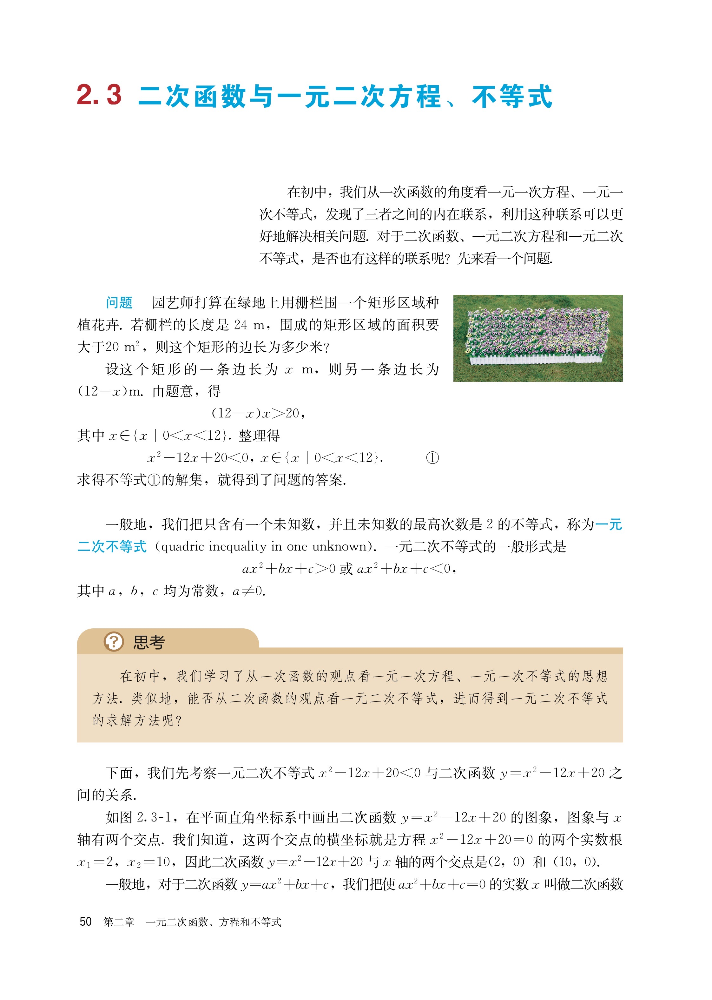 2.3 二次函数与一元二次方程、不等式
在初中，我们从一次函数的角度看一元一次方程、一元一
次不等式，发现了三者之间的内在联系，利用这种联系可以更
好地解决相关问题. 对于二次函数、一元二次方程和一元二次
不等式，是否也有这样的联系呢？先来看一个问题.
问题 园艺师打算在绿地上用栅栏围一个矩形区域种
植花卉. 若栅栏的长度是 24 m，围成的矩形区域的面积要
大于20 m²，则这个矩形的边长为多少米？
设这个矩形的一条边长为 x m，则另一条边长为
(12－x)m. 由题意，得
(12－x)x＞20，
其中 x∈{x｜0＜x＜12}. 整理得
x²－12x＋20＜0，x∈{x｜0＜x＜12}. ①
求得不等式①的解集，就得到了问题的答案.
一般地，我们把只含有一个未知数，并且未知数的最高次数是 2 的不等式，称为一元
二次不等式（quadric inequality in one unknown）. 一元二次不等式的一般形式是
ax²＋bx＋c＞0 或 ax²＋bx＋c＜0，
其中 a，b，c 均为常数，a≠0.
? 思考
在初中，我们学习了从一次函数的观点看一元一次方程、一元一次不等式的思想
方法. 类似地，能否从二次函数的观点看一元二次不等式，进而得到一元二次不等式
的求解方法呢？
下面，我们先考察一元二次不等式 x²－12x＋20＜0 与二次函数 y＝x²－12x＋20 之
间的关系.
如图 2.3-1，在平面直角坐标系中画出二次函数 y＝x²－12x＋20 的图象，图象与 x
轴有两个交点. 我们知道，这两个交点的横坐标就是方程 x²－12x＋20＝0 的两个实数根
x₁＝2，x₂＝10，因此二次函数 y＝x²－12x＋20 与 x 轴的两个交点是(2，0) 和 (10，0).
一般地，对于二次函数 y＝ax²＋bx＋c，我们把使 ax²＋bx＋c＝0 的实数 x 叫做二次函数
50 第二章 一元二次函数、方程和不等式